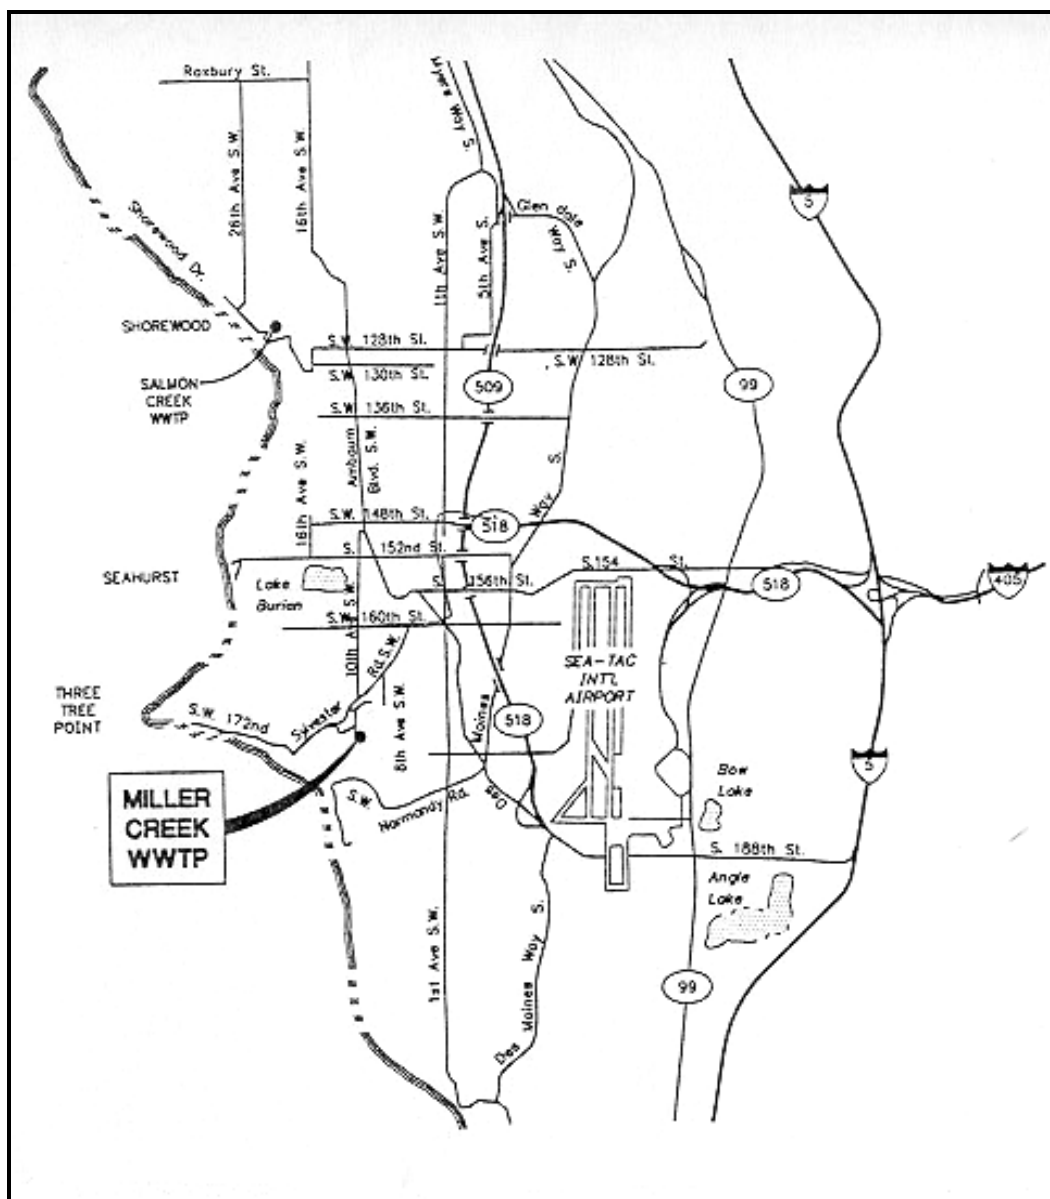 Roxbury St.
Myers Way S.
26th Ave S.W.
16th Ave S.W.
5
Shorewood Dr.
Glen dale
Way S.
1th Ave S.W.
5th Ave S.
SHOREWOOD
S.W. 128th St.
S.W. 128th St.
S.W. 130th St.
SALMON
CREEK
WWTP
509
99
S.W. 136th St.
Ambaum
Blvd. S.W.
16th Ave S.W.
S.
Way
S.W. 148th St.
518
S. 152nd St.
S.154 St.
SEAHURST
Lake
Burien
S. 156th St.
518
405
S.W. 160th St.
10th Ave S.W.
Rd. S.W.
SEA-TAC
INT'L
AIRPORT
THREE
TREE
POINT
S.W. 172nd
Sylvester
8th Ave S.W.
Moines
518
Des
5
Bow
Lake
MILLER
CREEK
WWTP
S.W.
Normandy Rd.
S. 188th St.
Angle
Lake
1st Ave S.W.
Des Moines Way S.
99